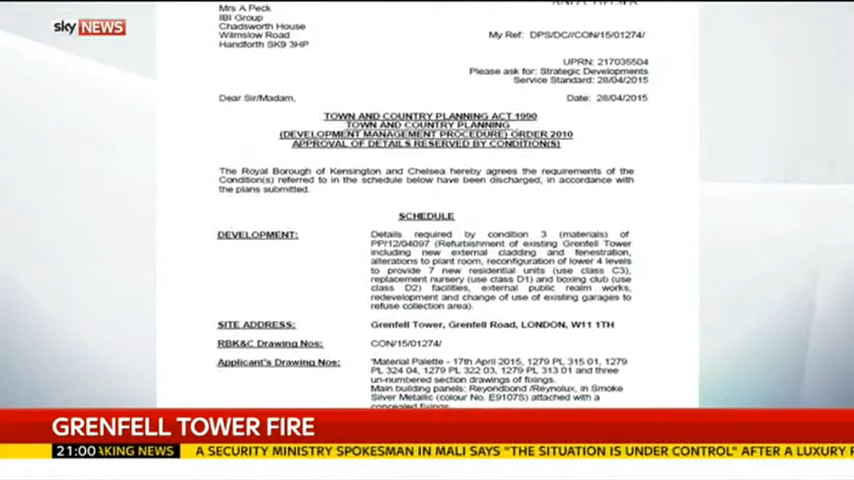 sky NEWS
Mrs A Peck
IBI Group
Chadsworth House
Wilmslow Road
Handforth SK9 3HP
My Ref: DPS/DC//CON/15/01274/
UPRN: 217035504
Please ask for: Strategic Developments
Service Standard: 28/04/2015
Dear Sir/Madam,
Date: 28/04/2015
TOWN AND COUNTRY PLANNING ACT 1990
TOWN AND COUNTRY PLANNING
(DEVELOPMENT MANAGEMENT PROCEDURE) ORDER 2010
APPROVAL OF DETAILS RESERVED BY CONDITION(S)
The Royal Borough of Kensington and Chelsea hereby agrees the requirements of the
Condition(s) referred to in the schedule below have been discharged, in accordance with
the plans submitted.
SCHEDULE
DEVELOPMENT:
Details required by condition 3 (materials) of
PP/12/04097 (Refurbishment of existing Grenfell Tower
including new external cladding and fenestration,
alterations to plant room, reconfiguration of lower 4 levels
to provide 7 new residential units (use class C3),
replacement nursery (use class D1) and boxing club (use
class D2) facilities, external public realm works,
redevelopment and change of use of existing garages to
refuse collection area).
SITE ADDRESS:
Grenfell Tower, Grenfell Road, LONDON, W11 1TH
RBK&C Drawing Nos:
CON/15/01274/
Applicant's Drawing Nos:
'Material Palette - 17th April 2015, 1279 PL 315 01, 1279
PL 324 04, 1279 PL 322 03, 1279 PL 313 01 and three
un-numbered section drawings of fixings.
Main building panels: Reyondbond /Reynolux, in Smoke
Silver Metallic (colour No. E9107S) attached with a
concealed fixings
GRENFELL TOWER FIRE
21:00 AKING NEWS A SECURITY MINISTRY SPOKESMAN IN MALI SAYS "THE SITUATION IS UNDER CONTROL" AFTER A LUXURY